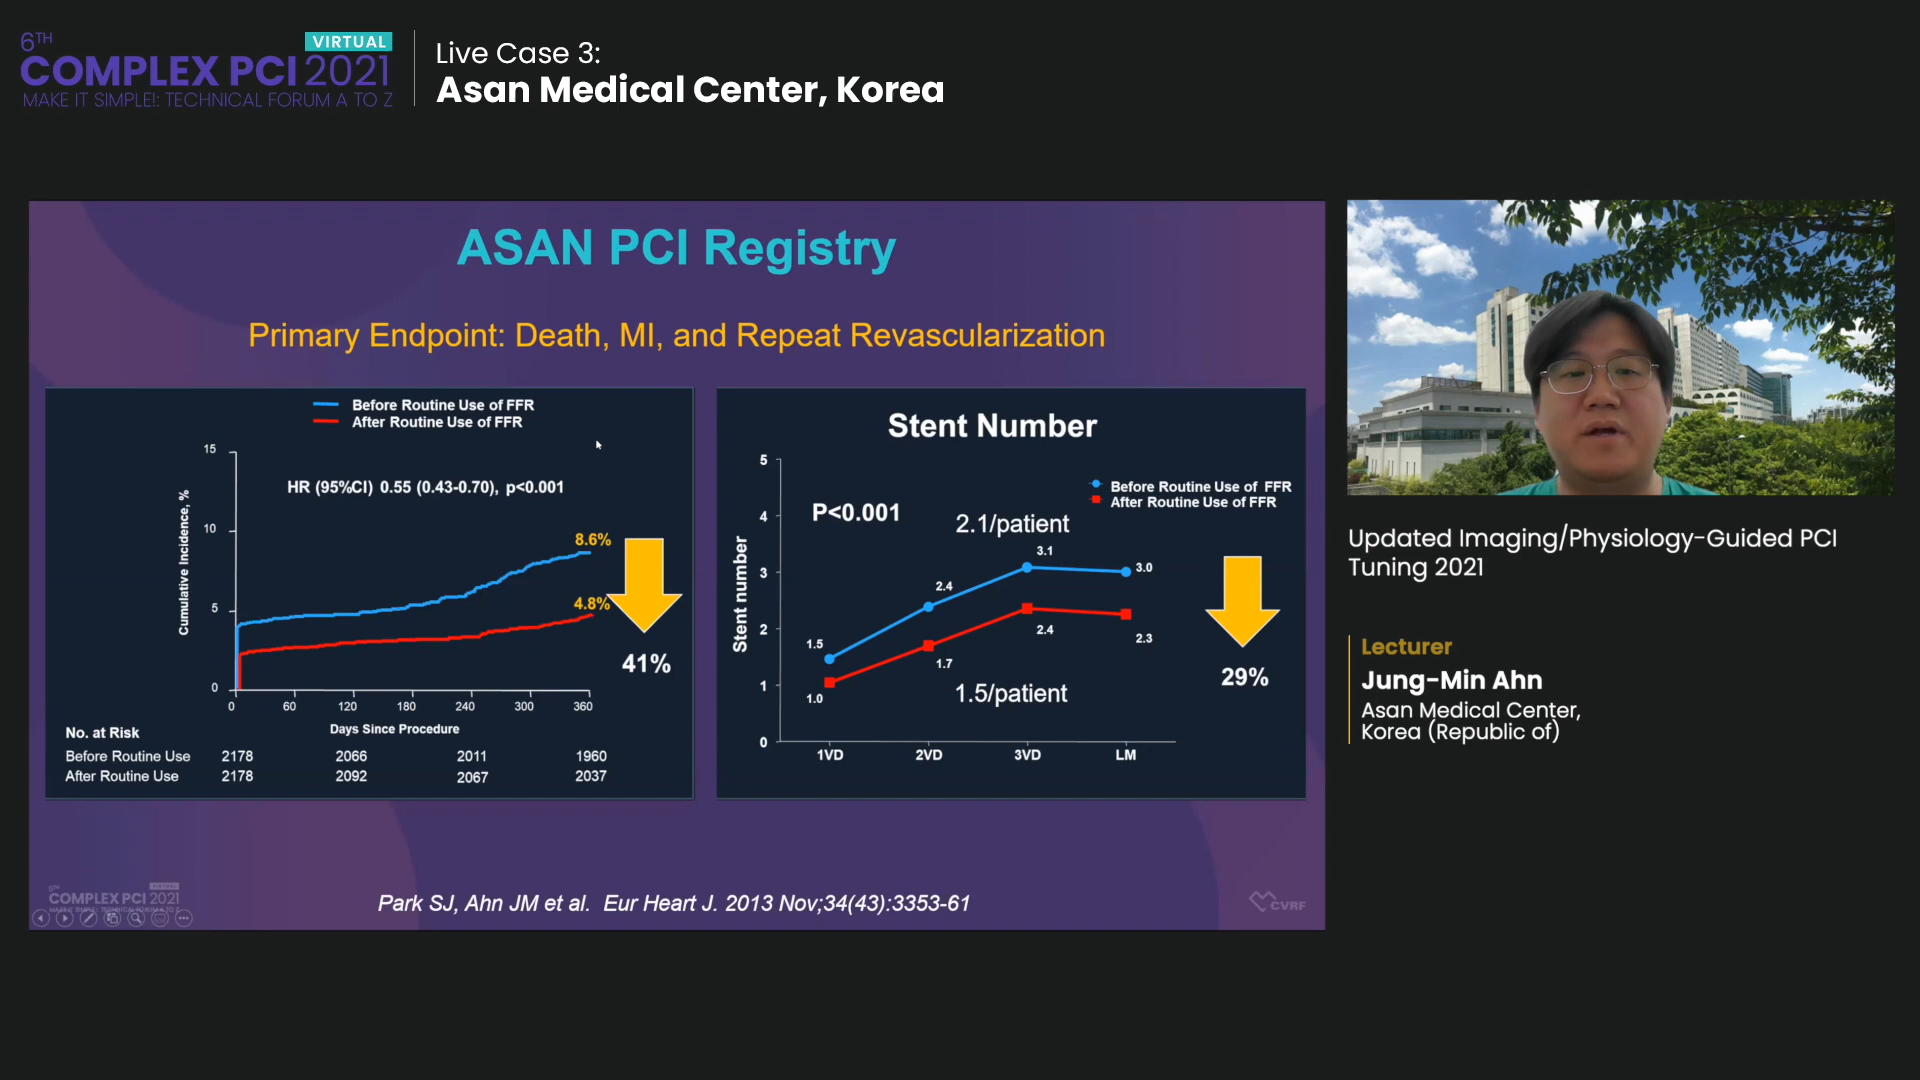 6TH
VIRTUAL
COMPLEX PCI 2021
MAKE IT SIMPLE!: TECHNICAL FORUM A TO Z
Live Case 3:
Asan Medical Center, Korea
ASAN PCI Registry
Primary Endpoint: Death, MI, and Repeat Revascularization
Before Routine Use of FFR
After Routine Use of FFR
HR (95%CI) 0.55 (0.43-0.70), p<0.001
Cumulative Incidence, %
15
10
5
0
8.6%
4.8%
41%
0 60 120 180 240 300 360
Days Since Procedure
No. at Risk
Before Routine Use 2178 2066 2011 1960
After Routine Use 2178 2092 2067 2037
Stent Number
Before Routine Use of FFR
After Routine Use of FFR
P<0.001
2.1/patient
Stent number
5
4
3
2
1
0
1.5
2.4
3.1
3.0
1.0
1.7
2.4
2.3
1.5/patient
29%
1VD 2VD 3VD LM
Park SJ, Ahn JM et al. Eur Heart J. 2013 Nov;34(43):3353-61
6TH
VIRTUAL
COMPLEX PCI 2021
CVRF
Updated Imaging/Physiology-Guided PCI
Tuning 2021
Lecturer
Jung-Min Ahn
Asan Medical Center,
Korea (Republic of)